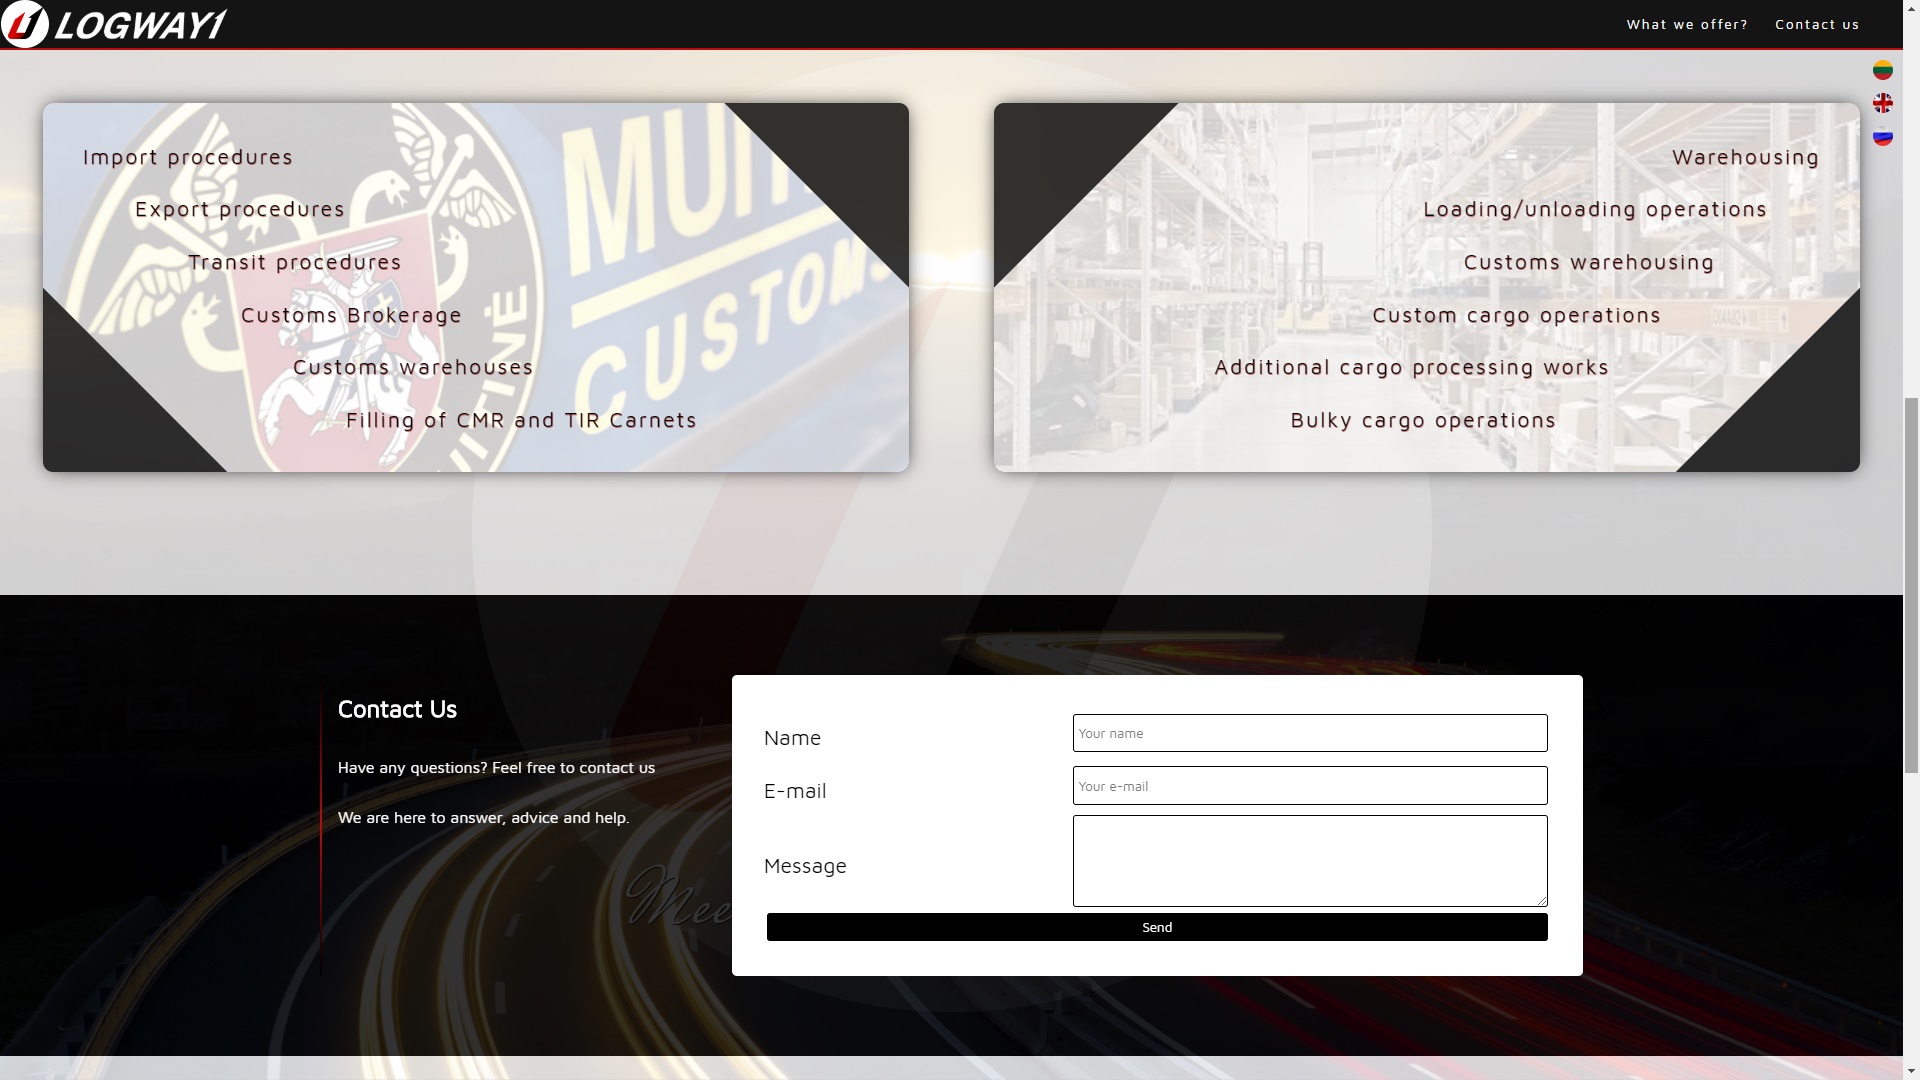 LOGWAY1
What we offer?
Contact us
Import procedures
Export procedures
Transit procedures
Customs Brokerage
Customs warehouses
Filling of CMR and TIR Carnets
CUSTOMS
Warehousing
Loading/unloading operations
Customs warehousing
Custom cargo operations
Additional cargo processing works
Bulky cargo operations
Contact Us
Have any questions? Feel free to contact us
We are here to answer, advice and help.
Name
Your name
E-mail
Your e-mail
Message
Send